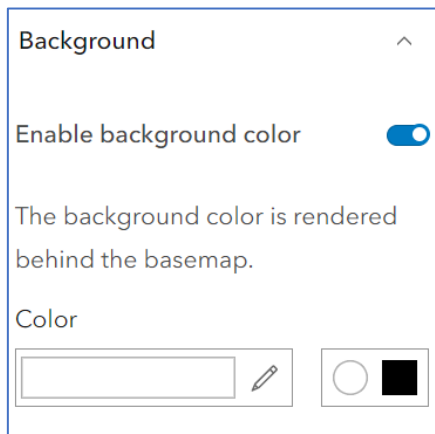 Background
Enable background color
The background color is rendered
behind the basemap.
Color